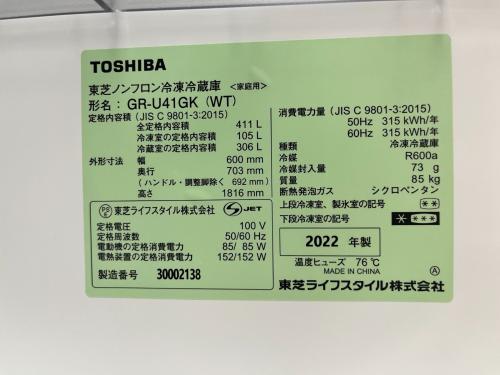 TOSHIBA
東芝ノンフロン冷凍冷蔵庫 <家庭用>
形名: GR-U41GK (WT)
定格内容積(JIS C 9801-3:2015)
全定格内容積 411 L
冷凍室の定格内容積 105 L
冷蔵室の定格内容積 306 L
外形寸法 幅 600 mm
奥行 703 mm
(ハンドル・調整脚除く 692 mm)
高さ 1816 mm
PS E 東芝ライフスタイル株式会社 S JET
定格電圧 100 V
定格周波数 50/60 Hz
電動機の定格消費電力 85/ 85 W
電熱装置の定格消費電力 152/152 W
製造番号 30002138
消費電力量(JIS C 9801-3:2015)
50Hz 315 kWh/年
60Hz 315 kWh/年
種類 冷凍冷蔵庫
冷媒 R600a
冷媒封入量 73 g
質量 85 kg
断熱発泡ガス シクロペンタン
上段冷凍室、製氷室の記号 **
下段冷凍室の記号 * ***
2022 年製
温度ヒューズ 76℃
MADE IN CHINA
A
東芝ライフスタイル株式会社